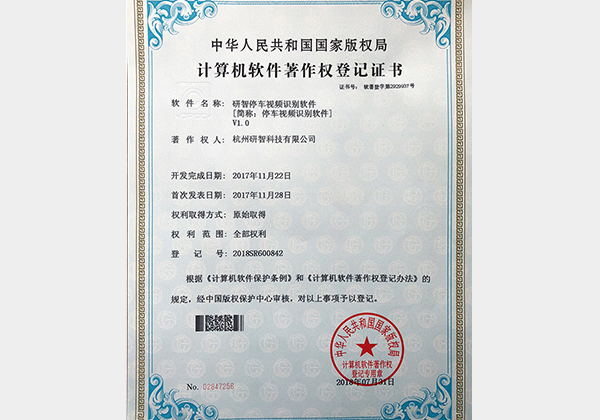 中华人民共和国国家版权局
计算机软件著作权登记证书
证书号： 软著登字第2929937号
软件名称： 研智停车视频识别软件
[简称：停车视频识别软件]
V1.0
著作权人： 杭州研智科技有限公司
开发完成日期： 2017年11月22日
首次发表日期： 2017年11月28日
权利取得方式： 原始取得
权利范围： 全部权利
登记号： 2018SR600842
根据《计算机软件保护条例》和《计算机软件著作权登记办法》的
规定，经中国版权保护中心审核，对以上事项予以登记。
中华人民共和国国家版权局
计算机软件著作权
登记专用章
No. 02847256
2018年07月31日